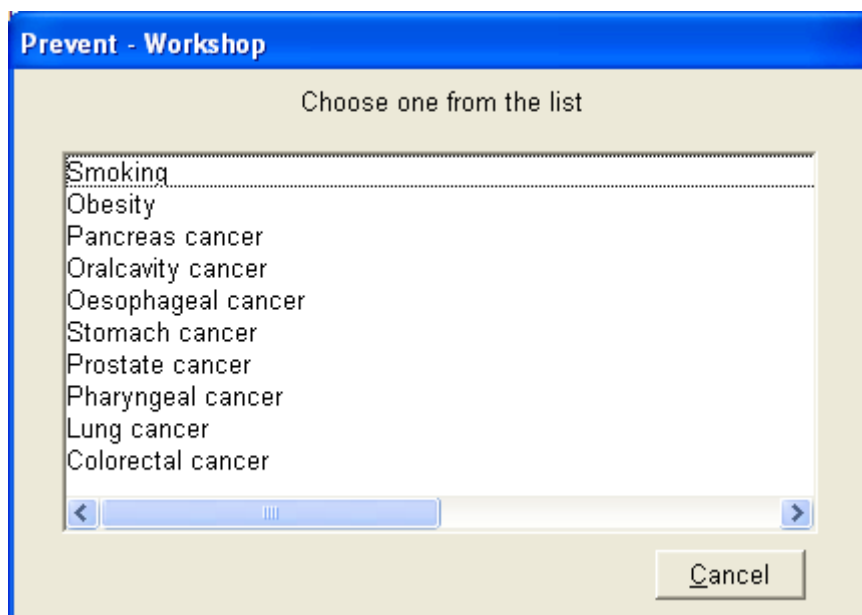 Prevent - Workshop
Choose one from the list
Smoking
Obesity
Pancreas cancer
Oralcavity cancer
Oesophageal cancer
Stomach cancer
Prostate cancer
Pharyngeal cancer
Lung cancer
Colorectal cancer
Cancel